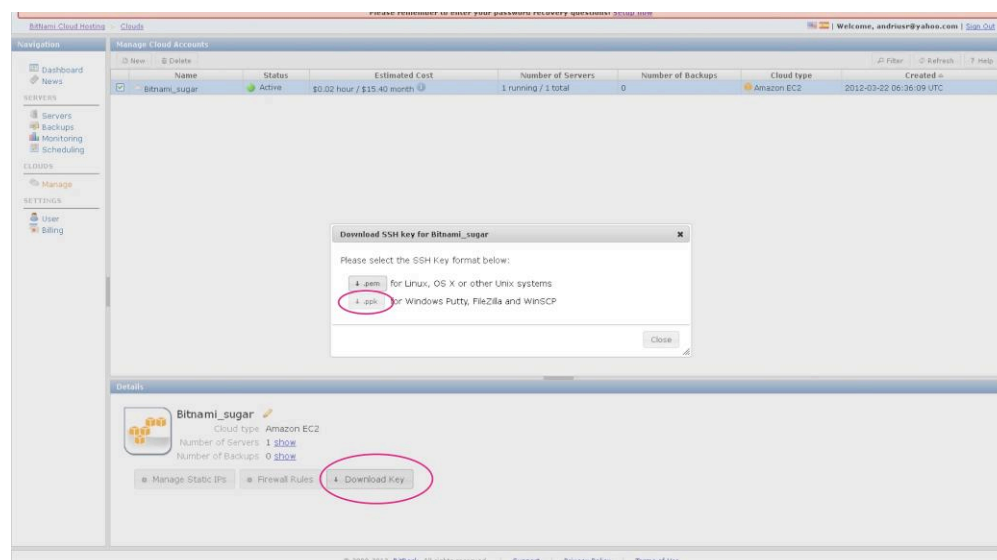 Please remember to enter your password recovery questions! Setup now
BitNami Cloud Hosting > Clouds
| Welcome, andriusr@yahoo.com | Sign Out
Navigation
Dashboard
News
SERVERS
Servers
Backups
Monitoring
Scheduling
CLOUDS
Manage
SETTINGS
User
Billing
Manage Cloud Accounts
New Delete Filter Refresh ? Help
Name Status Estimated Cost Number of Servers Number of Backups Cloud type Created
Bitnami_sugar Active $0.02 hour / $15.40 month 1 running / 1 total 0 Amazon EC2 2012-03-22 06:36:09 UTC
Download SSH key for Bitnami_sugar
Please select the SSH Key format below:
.pem for Linux, OS X or other Unix systems
.ppk for Windows Putty, FileZilla and WinSCP
Close
Details
Bitnami_sugar
Cloud type Amazon EC2
Number of Servers 1 show
Number of Backups 0 show
Manage Static IPs Firewall Rules Download Key